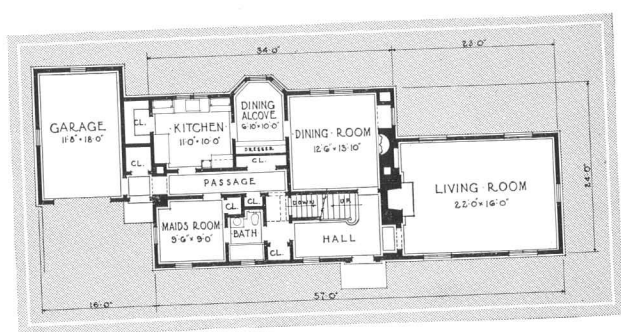 34'·0"
23'·0"
GARAGE
11'·8" × 18'·0"
CL.
CL.
KITCHEN
11'·0" × 10'·0"
DINING
ALCOVE
6'·10" × 10'·0"
DRESSER
CL.
DINING · ROOM
12'·6" × 13'·10"
PASSAGE
LIVING · ROOM
22'·0" × 16'·0"
24'·0"
MAIDS ROOM
9'·6" × 9'·0"
CL.
CL.
BATH
CL.
DOWN
UP
HALL
16'·0"
57'·0"